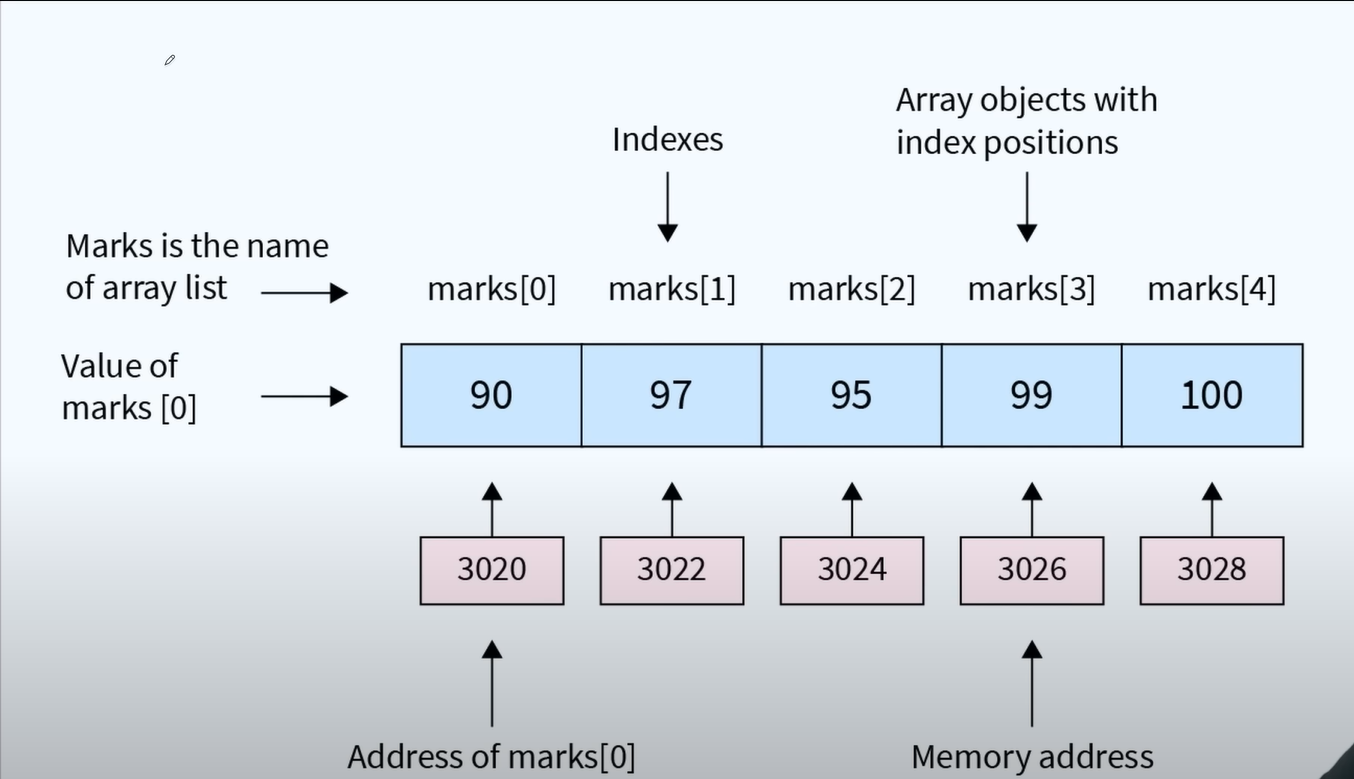 Array objects with
index positions
Indexes
Marks is the name
of array list
marks[0] marks[1] marks[2] marks[3] marks[4]
Value of
marks [0]
90 97 95 99 100
3020 3022 3024 3026 3028
Address of marks[0] Memory address